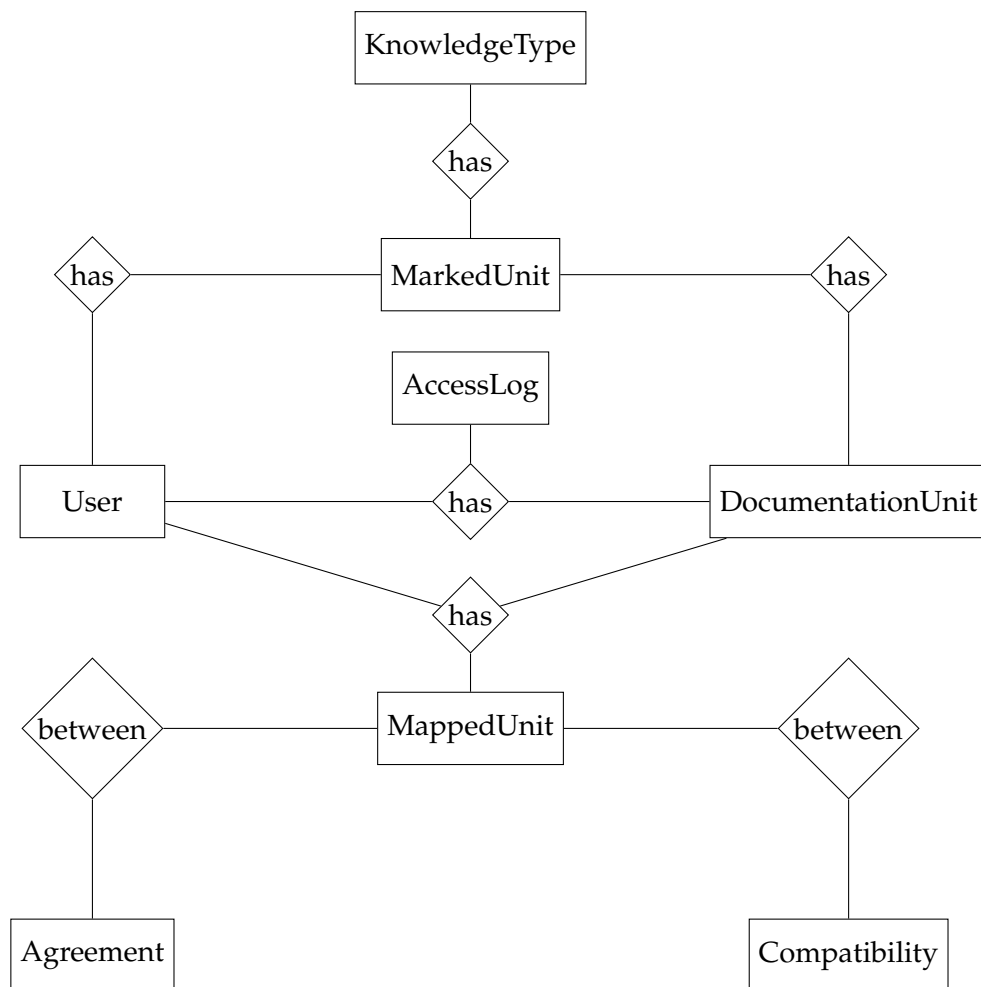 KnowledgeType
has
MarkedUnit
has
has
AccessLog
User
has
DocumentationUnit
has
MappedUnit
between
between
Agreement
Compatibility